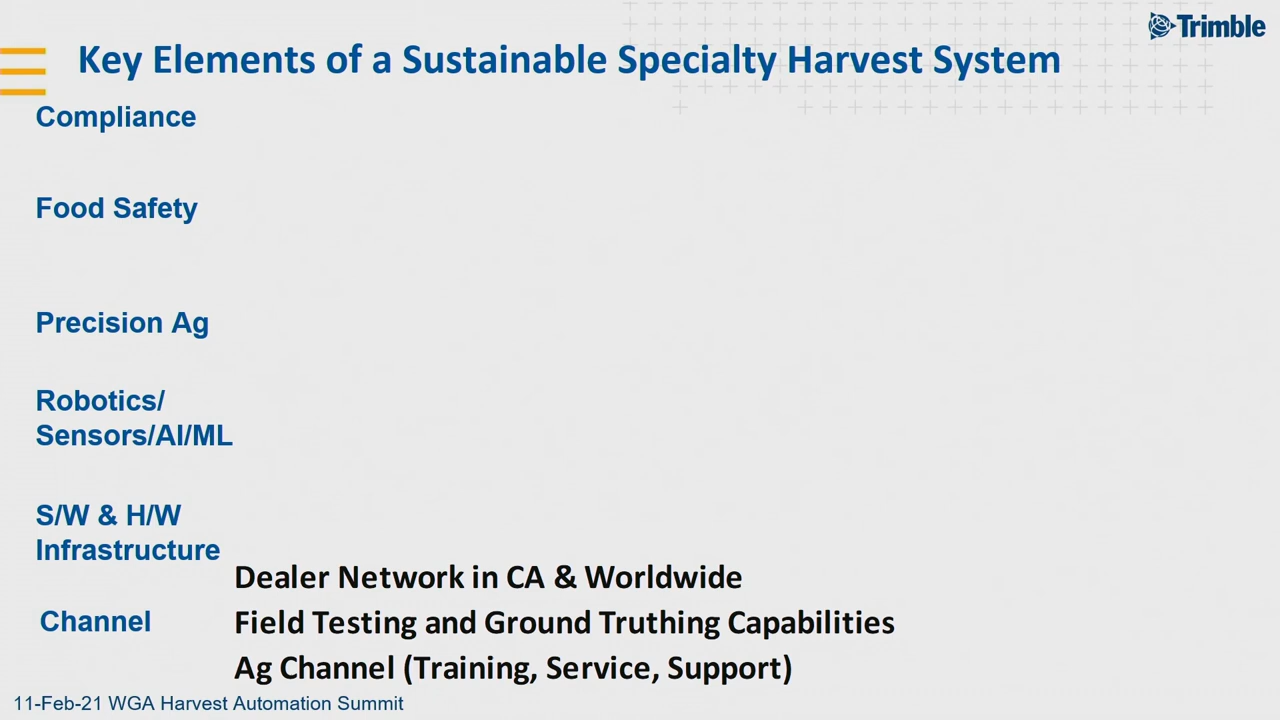 Trimble
Key Elements of a Sustainable Specialty Harvest System
Compliance
Food Safety
Precision Ag
Robotics/
Sensors/AI/ML
S/W & H/W
Infrastructure
Channel
Dealer Network in CA & Worldwide
Field Testing and Ground Truthing Capabilities
Ag Channel (Training, Service, Support)
11-Feb-21 WGA Harvest Automation Summit